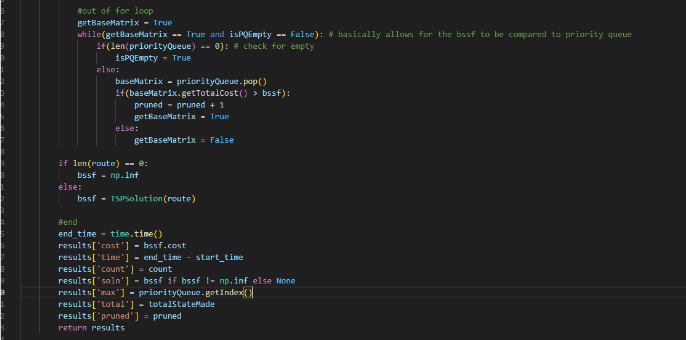 #out of for loop
getBaseMatrix = True
while(getBaseMatrix == True and isPQEmpty == False): # basically allows for the bssf to be compared to priority queue
if(len(priorityQueue) == 0): # check for empty
isPQEmpty = True
else:
baseMatrix = priorityQueue.pop()
if(baseMatrix.getTotalCost() > bssf):
pruned = pruned + 1
getBaseMatrix = True
else:
getBaseMatrix = False
if len(route) == 0:
bssf = np.inf
else:
bssf = TSPSolution(route)
#end
end_time = time.time()
results['cost'] = bssf.cost
results['time'] = end_time - start_time
results['count'] = count
results['soln'] = bssf if bssf != np.inf else None
results['max'] = priorityQueue.getIndex()
results['total'] = totalStateMade
results['pruned'] = pruned
return results